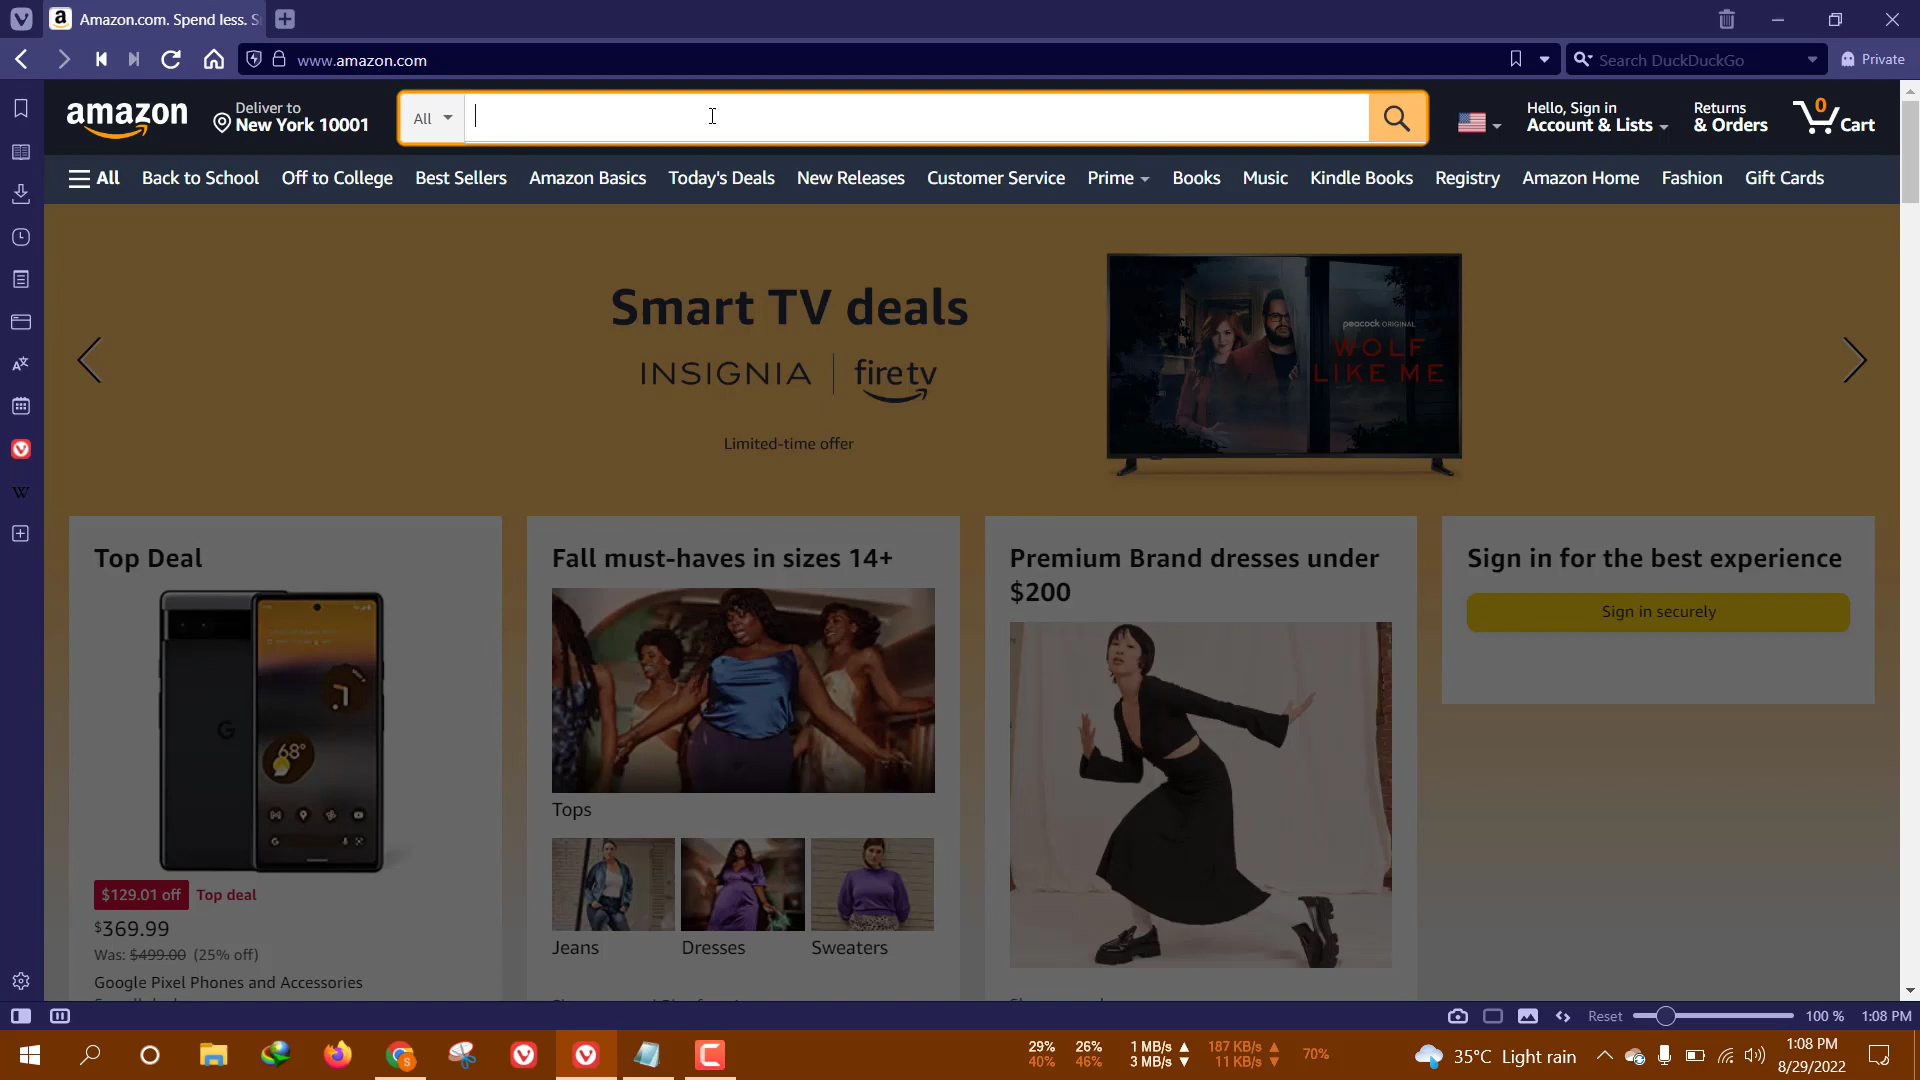 Amazon.com. Spend less. S
www.amazon.com
Search DuckDuckGo
Private
amazon
Deliver to
New York 10001
All
Hello, Sign in
Account & Lists
Returns
& Orders
0
Cart
All
Back to School
Off to College
Best Sellers
Amazon Basics
Today's Deals
New Releases
Customer Service
Prime
Books
Music
Kindle Books
Registry
Amazon Home
Fashion
Gift Cards
Smart TV deals
INSIGNIA
fire tv
Limited-time offer
peacock ORIGINAL
WOLF
LIKE ME
Top Deal
68°
G
$129.01 off
Top deal
$369.99
Was: $499.00 (25% off)
Google Pixel Phones and Accessories
Fall must-haves in sizes 14+
Tops
Jeans
Dresses
Sweaters
Premium Brand dresses under
$200
Sign in for the best experience
Sign in securely
Reset
100 %
1:08 PM
29%
40%
26%
46%
1 MB/s
3 MB/s
187 KB/s
11 KB/s
70%
35°C Light rain
1:08 PM
8/29/2022